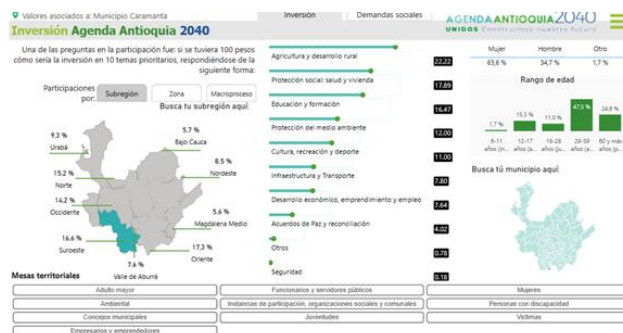 Valores asociados a: Municipio Caramanta
Inversión
Demandas sociales
AGENDA ANTIOQUIA 2040
UNIDOS Construimos nuestro futuro
Inversión Agenda Antioquia 2040
Una de las preguntas en la participación fue: si se tuviera 100 pesos
cómo sería la inversión en 10 temas prioritarios, respondiéndose de la
siguiente forma:
Participaciones
por:
Subregión
Zona
Macroproceso
Busca tu subregión aquí
9,3 %
Urabá
5,7 %
Bajo Cauca
8,5 %
Nordeste
15,2 %
Norte
14,2 %
Occidente
5,6 %
Magdalena Medio
16,6 %
Suroeste
17,3 %
Oriente
7,6 %
Valle de Aburrá
Agricultura y desarrollo rural
22,22
Protección social: salud y vivienda
17,89
Educación y formación
16,47
Protección del medio ambiente
12,00
Cultura, recreación y deporte
11,00
Infraestructura y Transporte
7,80
Desarrollo económico, emprendimiento y empleo
7,64
Acuerdos de Paz y reconciliación
4,02
Otros
0,78
Seguridad
0,18
Mujer
Hombre
Otro
63,6 %
34,7 %
1,7 %
Rango de edad
1,7 %
15,3 %
11,0 %
47,5 %
24,6 %
6-11
12-17
18-28
29-59
60 y más
años (in...
años (a...
años (ju...
años (a...
años (p...
Busca tú municipio aquí
Mesas territoriales
Adulto mayor
Funcionarios y servidores públicos
Mujeres
Ambiental
Instancias de participación, organizaciones sociales y comunales
Personas con discapacidad
Concejos municipales
Juventudes
Víctimas
Empresarios y emprendedores